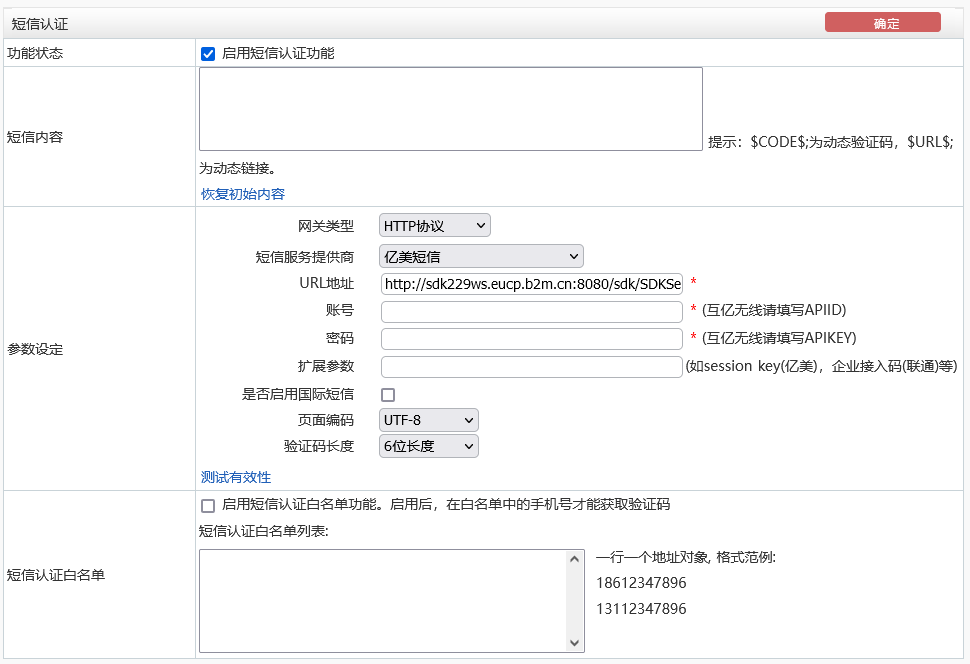 短信认证
确定
功能状态
启用短信认证功能
短信内容
提示：$CODE$;为动态验证码，$URL$;
为动态链接。
恢复初始内容
参数设定
网关类型 HTTP协议
短信服务提供商 亿美短信
URL地址 http://sdk229ws.eucp.b2m.cn:8080/sdk/SDKSe *
账号 * (互亿无线请填写APIID)
密码 * (互亿无线请填写APIKEY)
扩展参数 (如session key(亿美)，企业接入码(联通)等)
是否启用国际短信
页面编码 UTF-8
验证码长度 6位长度
测试有效性
短信认证白名单
启用短信认证白名单功能。启用后，在白名单中的手机号才能获取验证码
短信认证白名单列表:
一行一个地址对象, 格式范例:
18612347896
13112347896